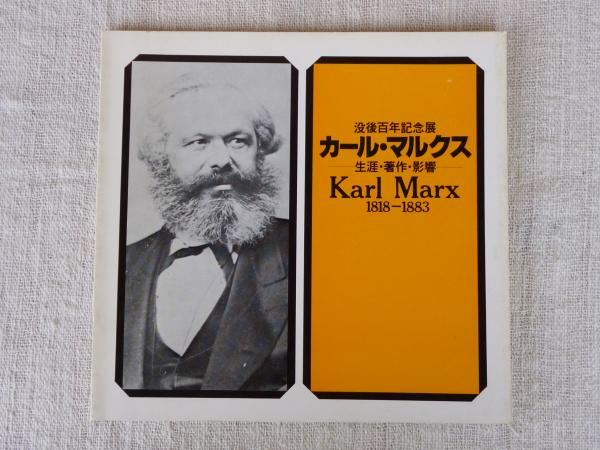 没後百年記念展
カール・マルクス
生涯・著作・影響
Karl Marx
1818–1883